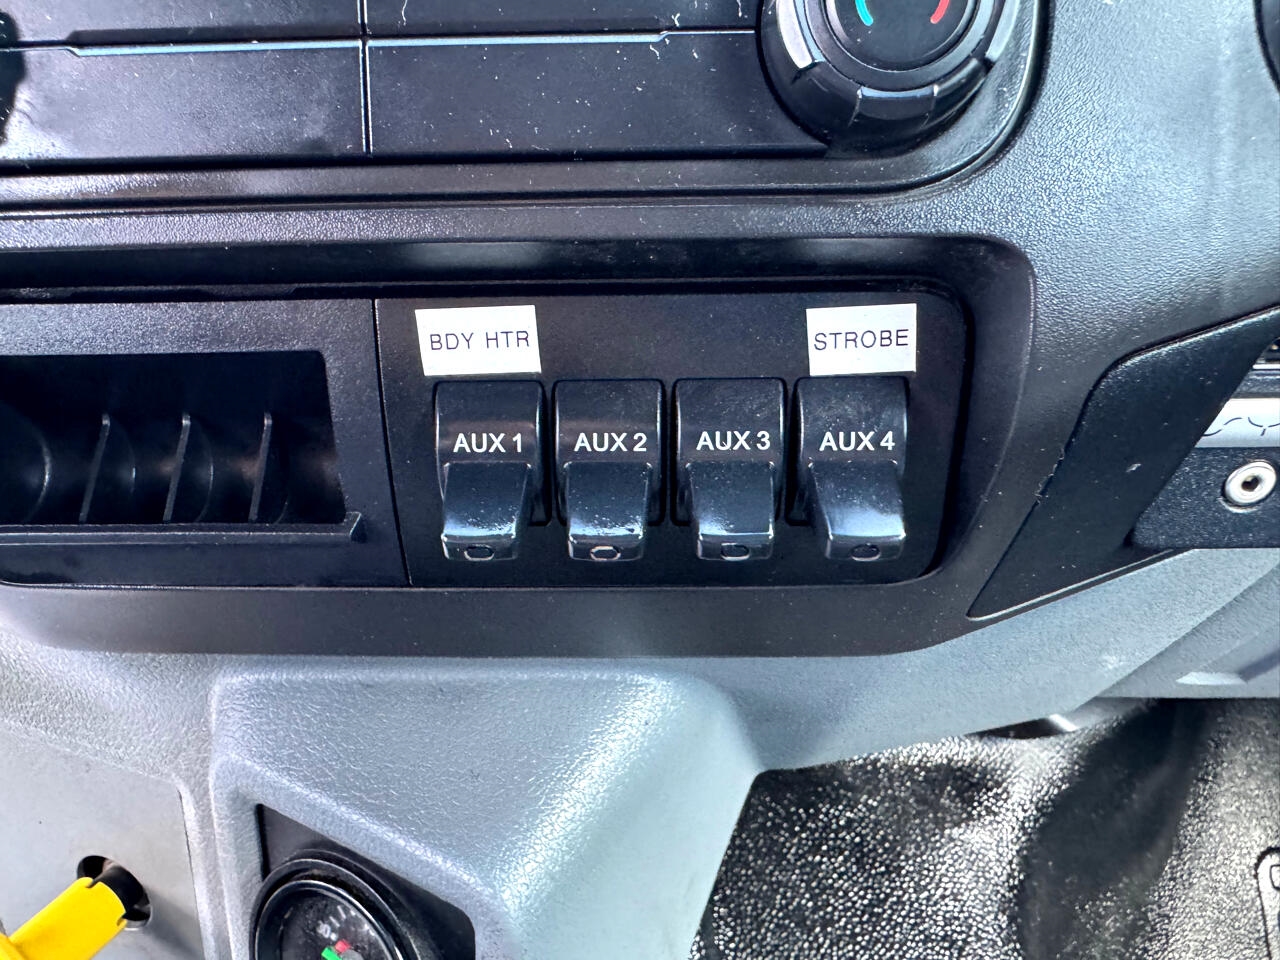 BDY HTR
STROBE
AUX 1
AUX 2
AUX 3
AUX 4